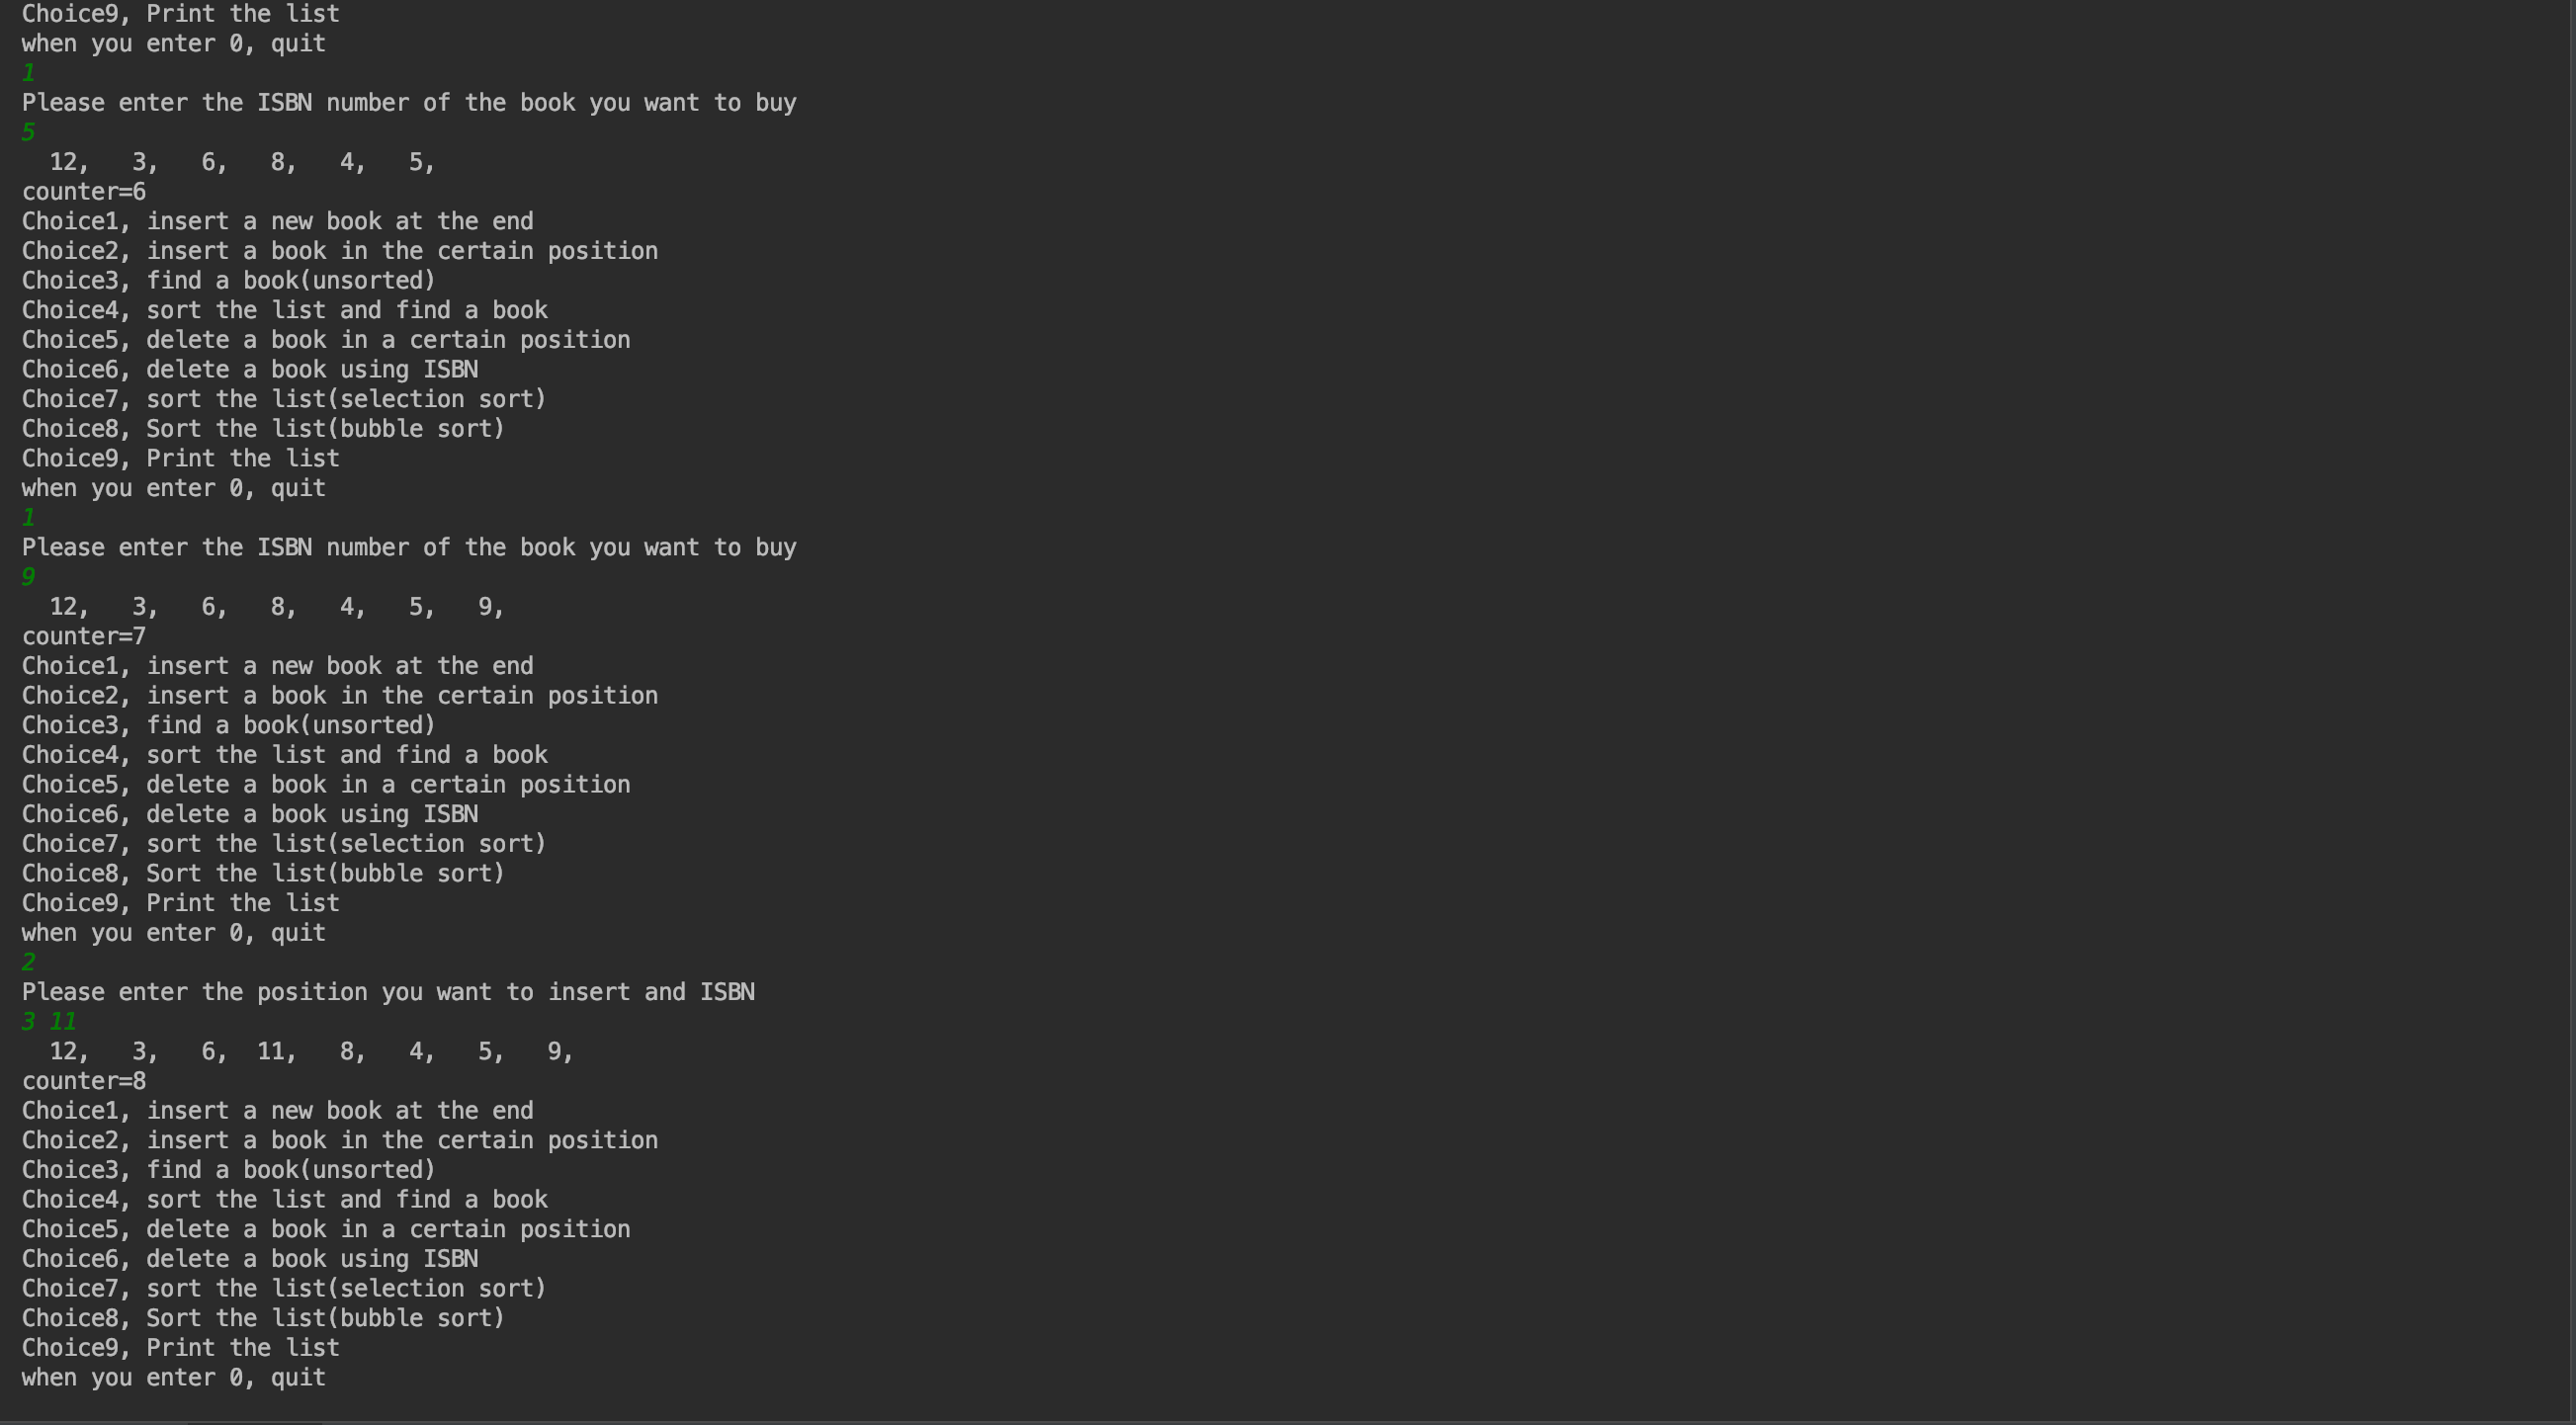 Choice9, Print the list
when you enter 0, quit
1
Please enter the ISBN number of the book you want to buy
5
  12,   3,   6,   8,   4,   5,
counter=6
Choice1, insert a new book at the end
Choice2, insert a book in the certain position
Choice3, find a book(unsorted)
Choice4, sort the list and find a book
Choice5, delete a book in a certain position
Choice6, delete a book using ISBN
Choice7, sort the list(selection sort)
Choice8, Sort the list(bubble sort)
Choice9, Print the list
when you enter 0, quit
1
Please enter the ISBN number of the book you want to buy
9
  12,   3,   6,   8,   4,   5,   9,
counter=7
Choice1, insert a new book at the end
Choice2, insert a book in the certain position
Choice3, find a book(unsorted)
Choice4, sort the list and find a book
Choice5, delete a book in a certain position
Choice6, delete a book using ISBN
Choice7, sort the list(selection sort)
Choice8, Sort the list(bubble sort)
Choice9, Print the list
when you enter 0, quit
2
Please enter the position you want to insert and ISBN
3 11
  12,   3,   6,  11,   8,   4,   5,   9,
counter=8
Choice1, insert a new book at the end
Choice2, insert a book in the certain position
Choice3, find a book(unsorted)
Choice4, sort the list and find a book
Choice5, delete a book in a certain position
Choice6, delete a book using ISBN
Choice7, sort the list(selection sort)
Choice8, Sort the list(bubble sort)
Choice9, Print the list
when you enter 0, quit